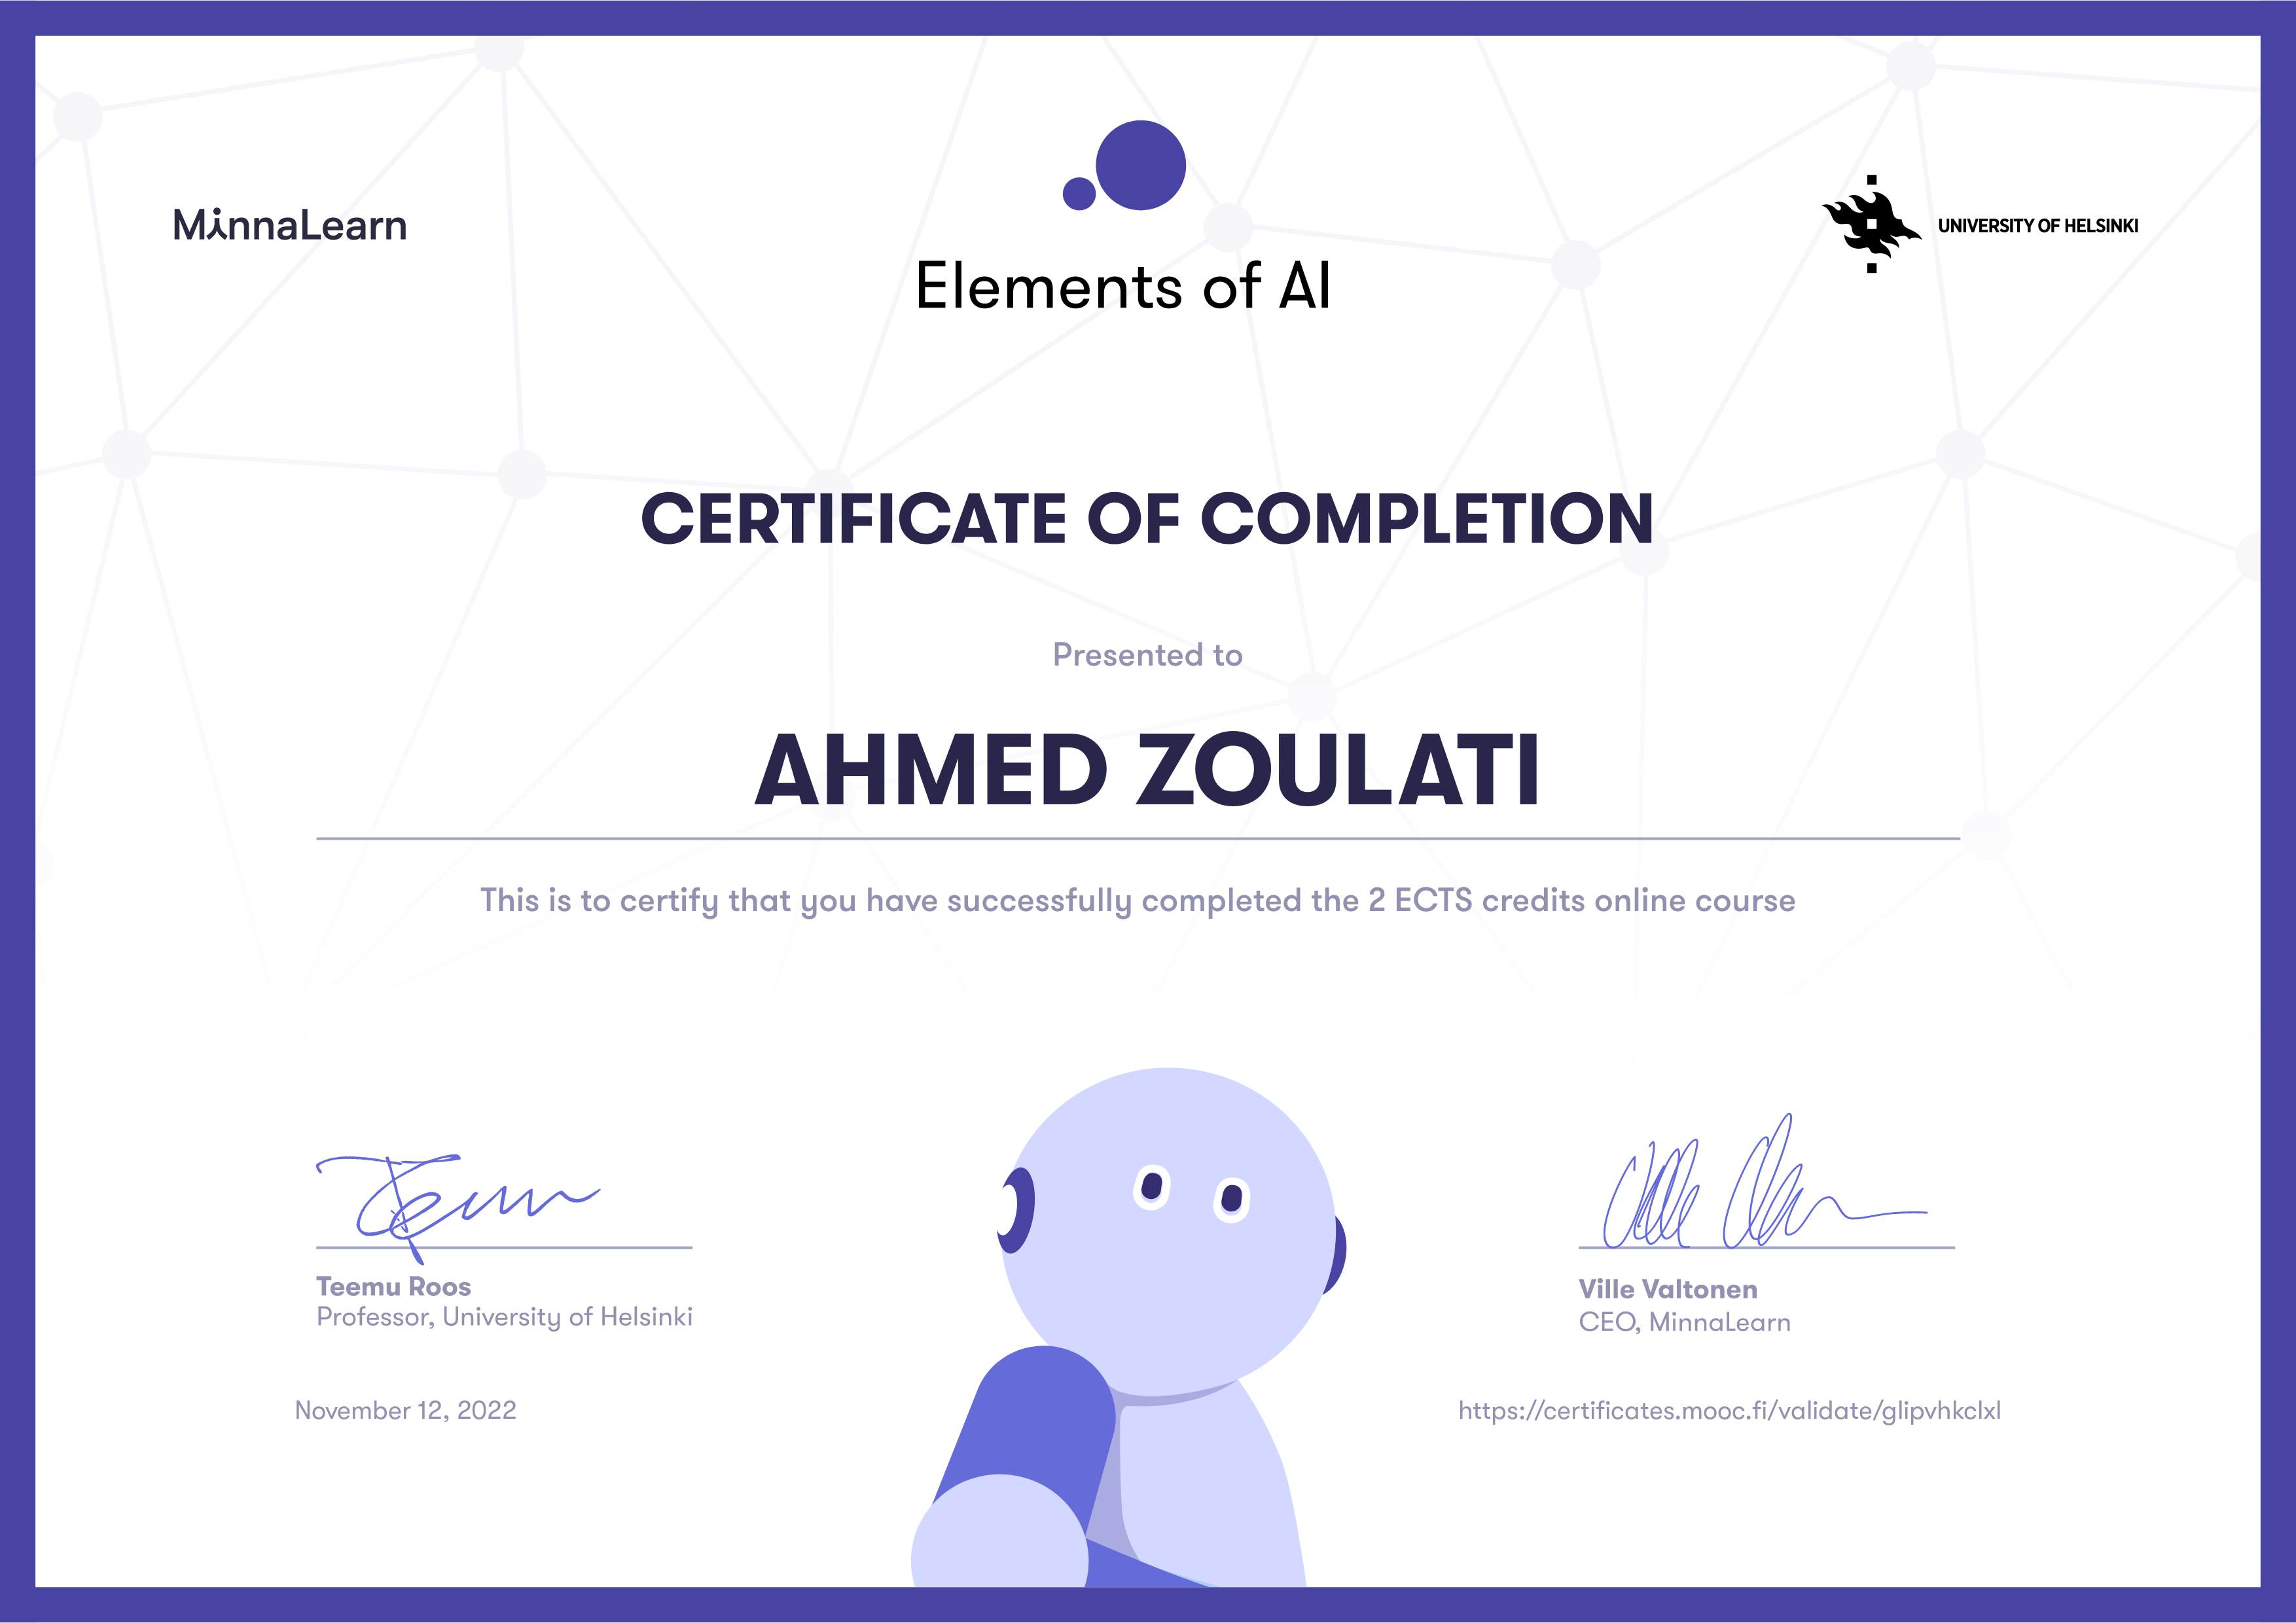 MinnaLearn
Elements of AI
UNIVERSITY OF HELSINKI
CERTIFICATE OF COMPLETION
Presented to
AHMED ZOULATI
This is to certify that you have successfully completed the 2 ECTS credits online course
Teemu Roos
Professor, University of Helsinki
November 12, 2022
Ville Valtonen
CEO, MinnaLearn
https://certificates.mooc.fi/validate/glipvhkclxl